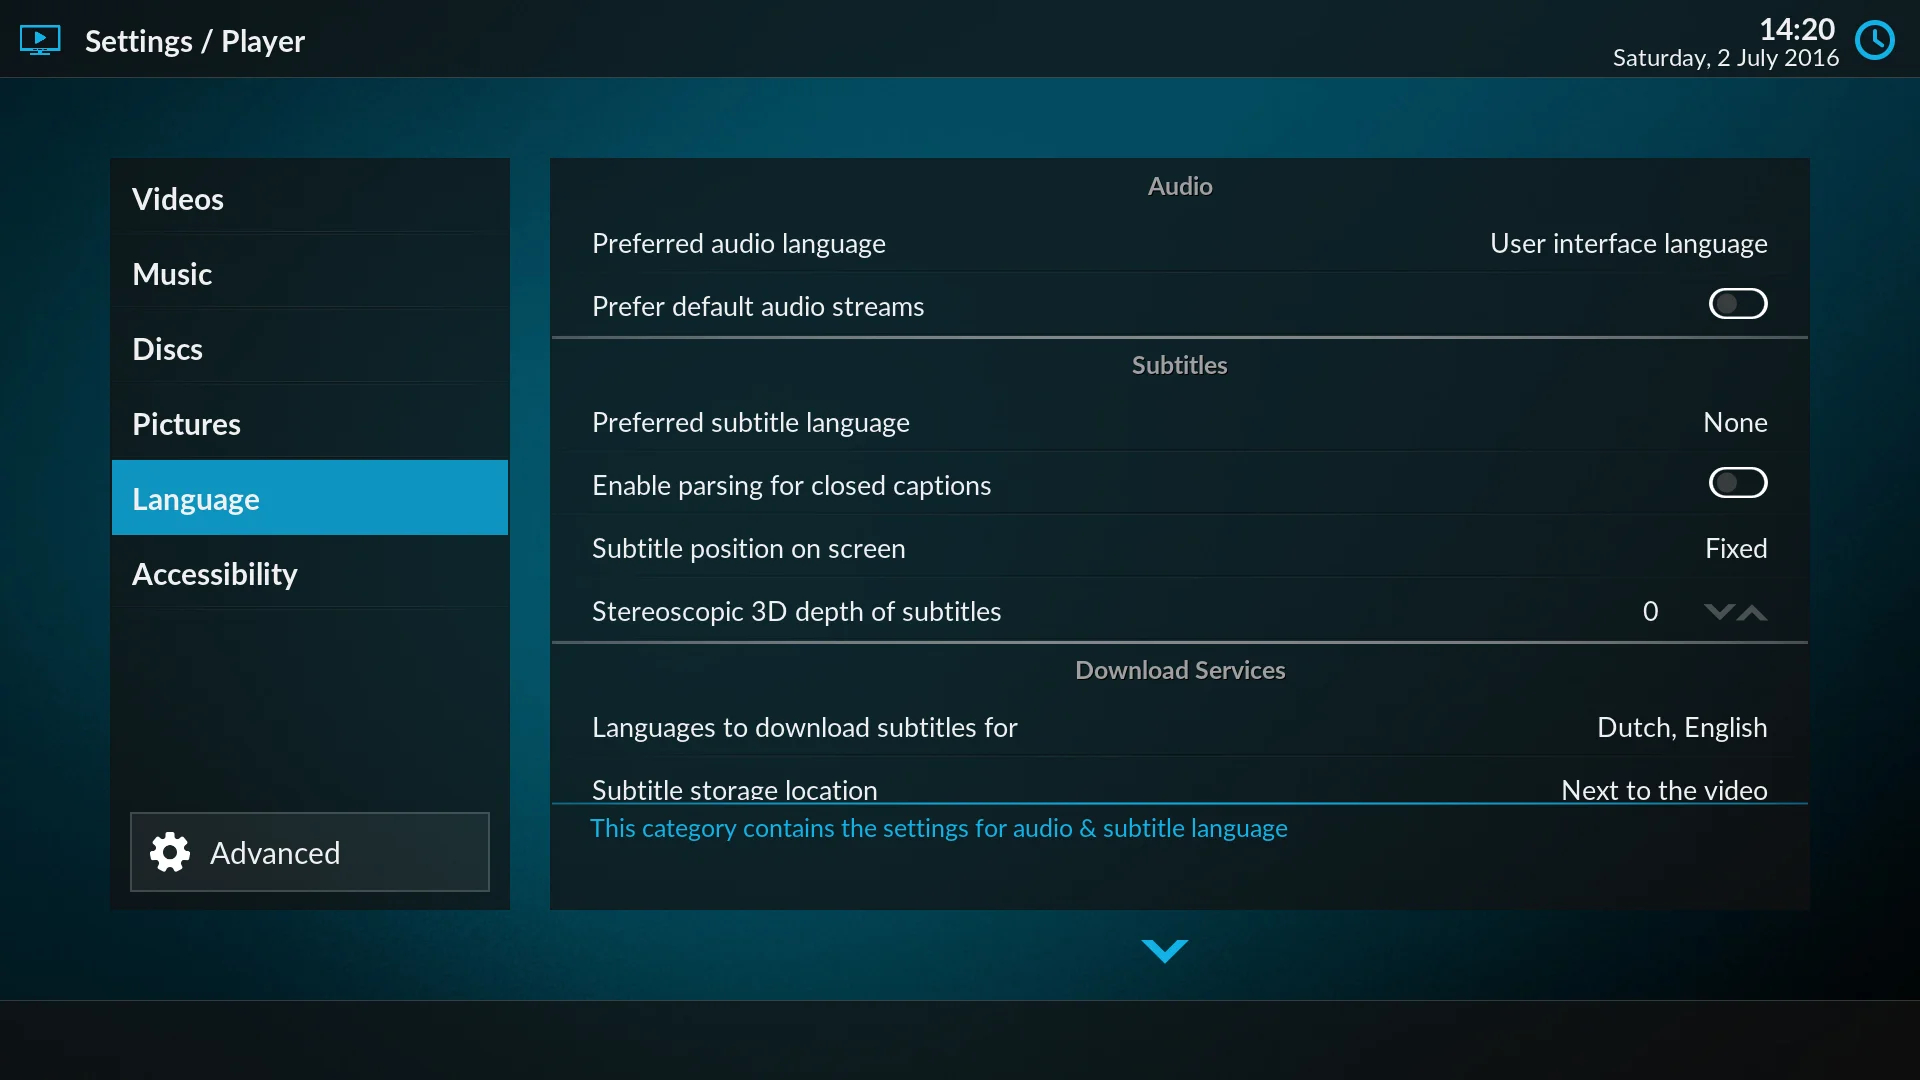 Settings / Player
14:20
Saturday, 2 July 2016
Videos
Music
Discs
Pictures
Language
Accessibility
Advanced
Audio
Preferred audio language User interface language
Prefer default audio streams
Subtitles
Preferred subtitle language None
Enable parsing for closed captions
Subtitle position on screen Fixed
Stereoscopic 3D depth of subtitles 0
Download Services
Languages to download subtitles for Dutch, English
Subtitle storage location Next to the video
This category contains the settings for audio & subtitle language